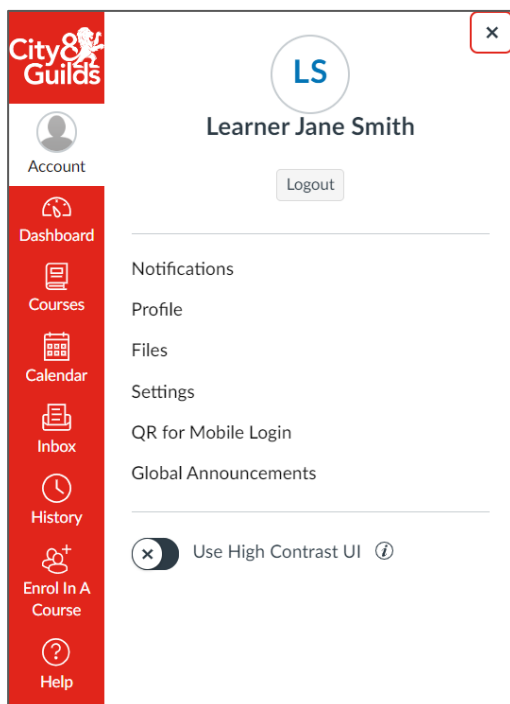 City&
Guilds
Account
Dashboard
Courses
Calendar
Inbox
History
Enrol In A
Course
Help
LS
Learner Jane Smith
Logout
Notifications
Profile
Files
Settings
QR for Mobile Login
Global Announcements
Use High Contrast UI